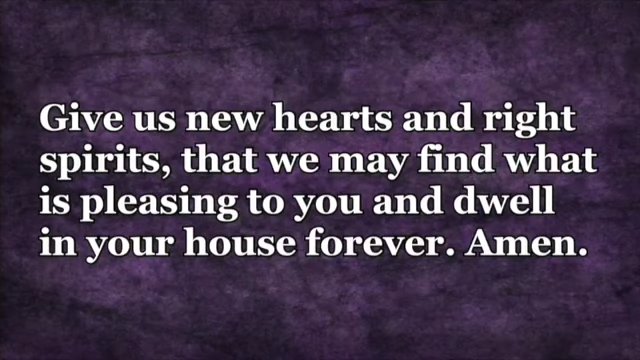 Give us new hearts and right
spirits, that we may find what
is pleasing to you and dwell
in your house forever. Amen.